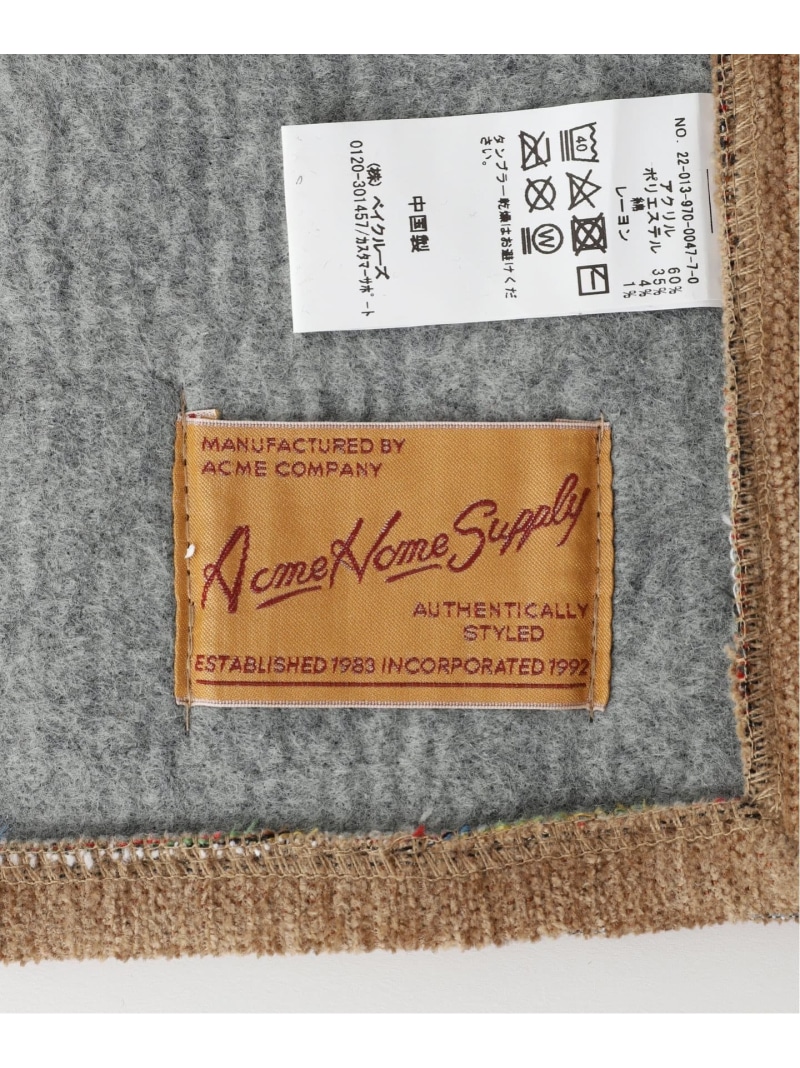 NO. 22-013-970-0047-7-0
アクリル 60%
ポリエステル 35%
綿 4%
レーヨン 1%
40
W
タンブラー乾燥はお避けくだ
さい。
中国製
(株) ベイクルーズ
0120-301457/カスタマーサポート
MANUFACTURED BY
ACME COMPANY
Acme Home Supply
AUTHENTICALLY
STYLED
ESTABLISHED 1983 INCORPORATED 1992